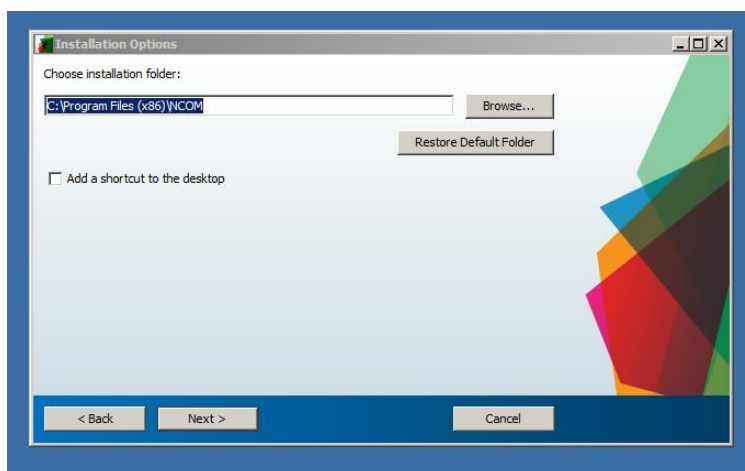 Installation Options
Choose installation folder:
C:\Program Files (x86)\NCOM
Browse...
Restore Default Folder
Add a shortcut to the desktop
< Back
Next >
Cancel